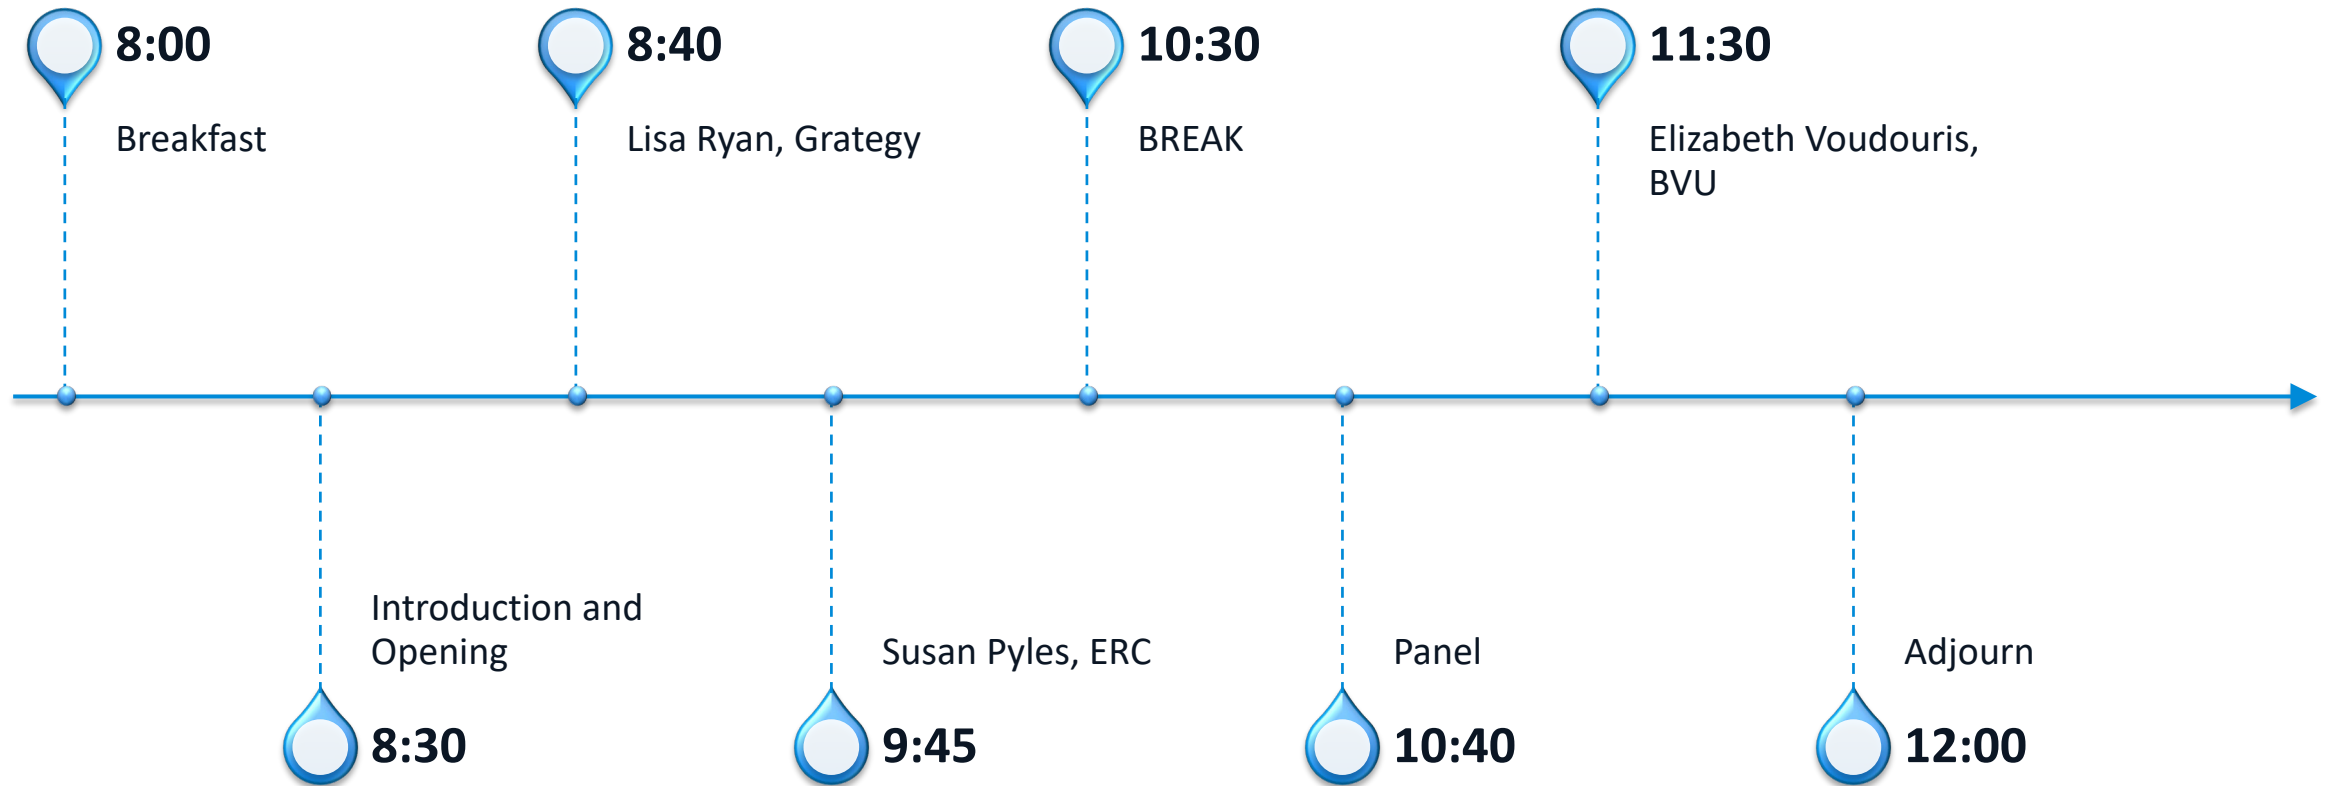 8:00
Breakfast
8:30
Introduction and
Opening
8:40
Lisa Ryan, Grategy
9:45
Susan Pyles, ERC
10:30
BREAK
10:40
Panel
11:30
Elizabeth Voudouris,
BVU
12:00
Adjourn